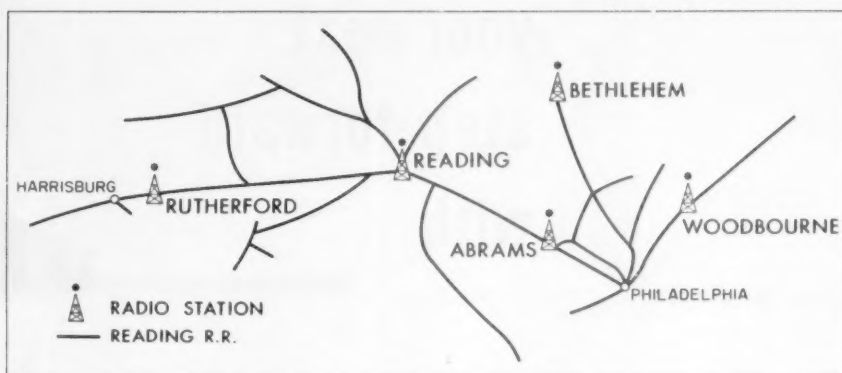 BETHLEHEM
READING
HARRISBURG
RUTHERFORD
WOODBOURNE
ABRAMS
PHILADELPHIA
RADIO STATION
READING R.R.